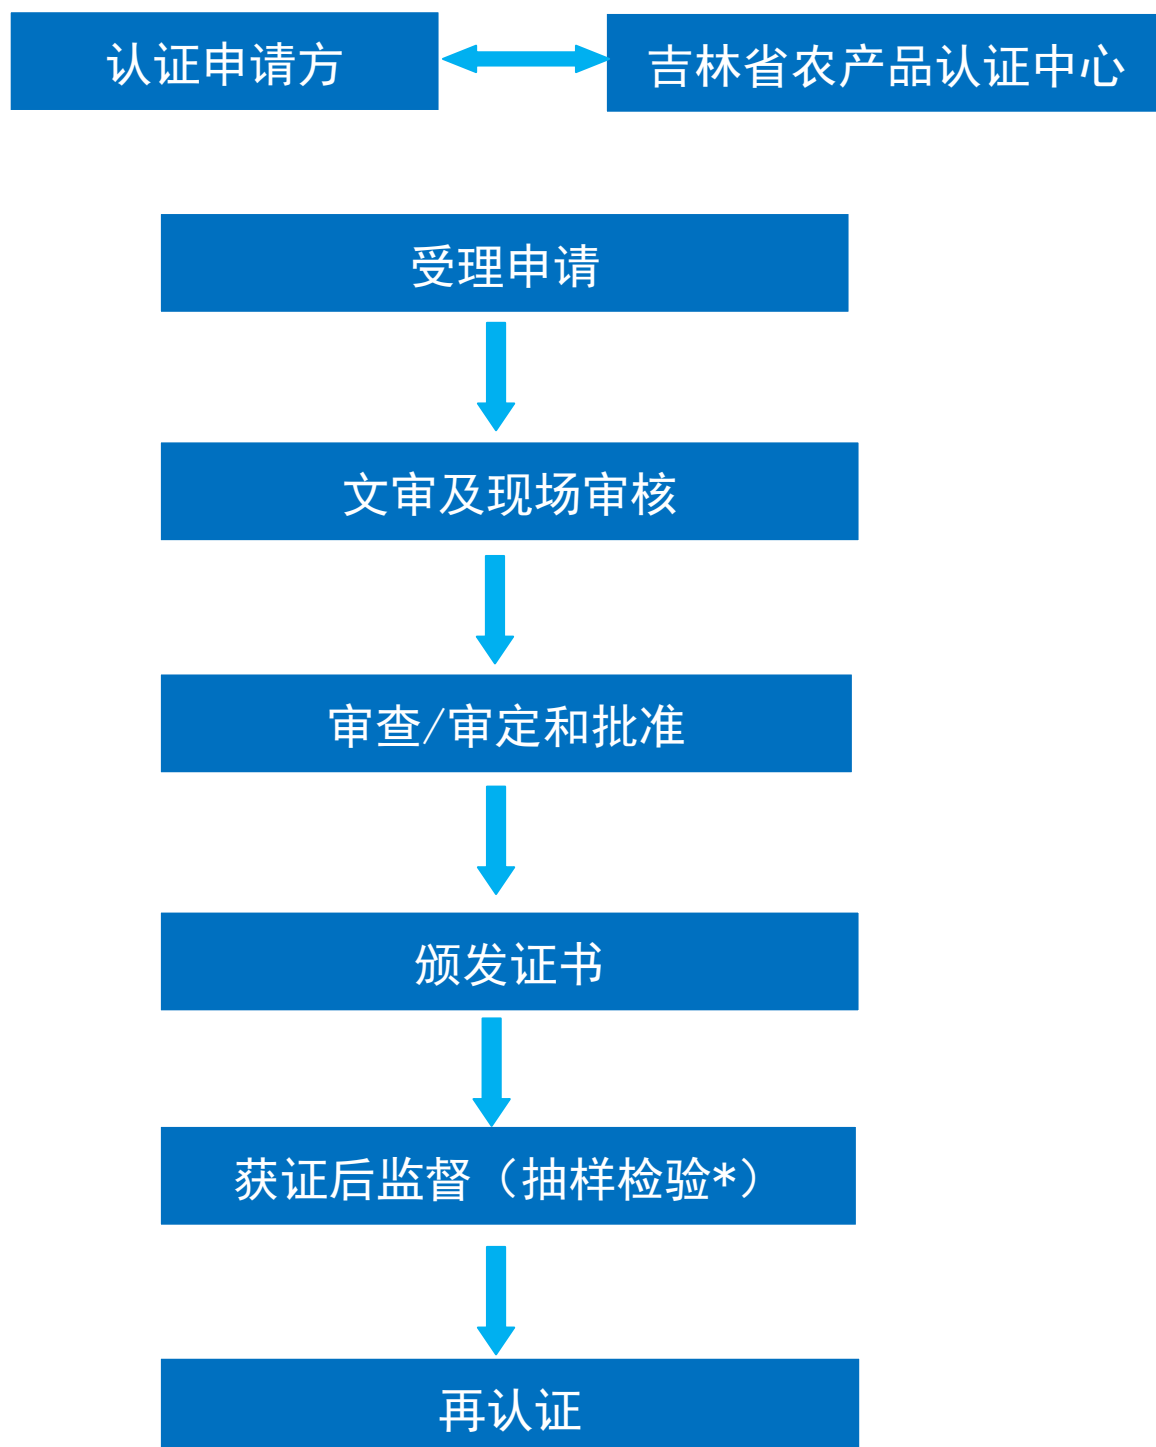 认证申请方
吉林省农产品认证中心
受理申请
文审及现场审核
审查/审定和批准
颁发证书
获证后监督（抽样检验*）
再认证